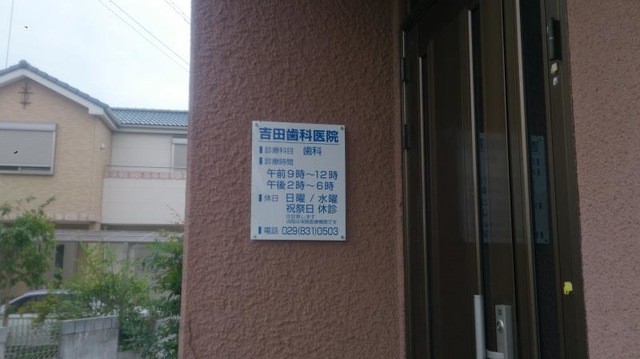 吉田歯科医院
診療科目 歯科
診療時間
午前9時〜12時
午後2時〜6時
休日 日曜/水曜
祝祭日 休診
電話 029(831)0503